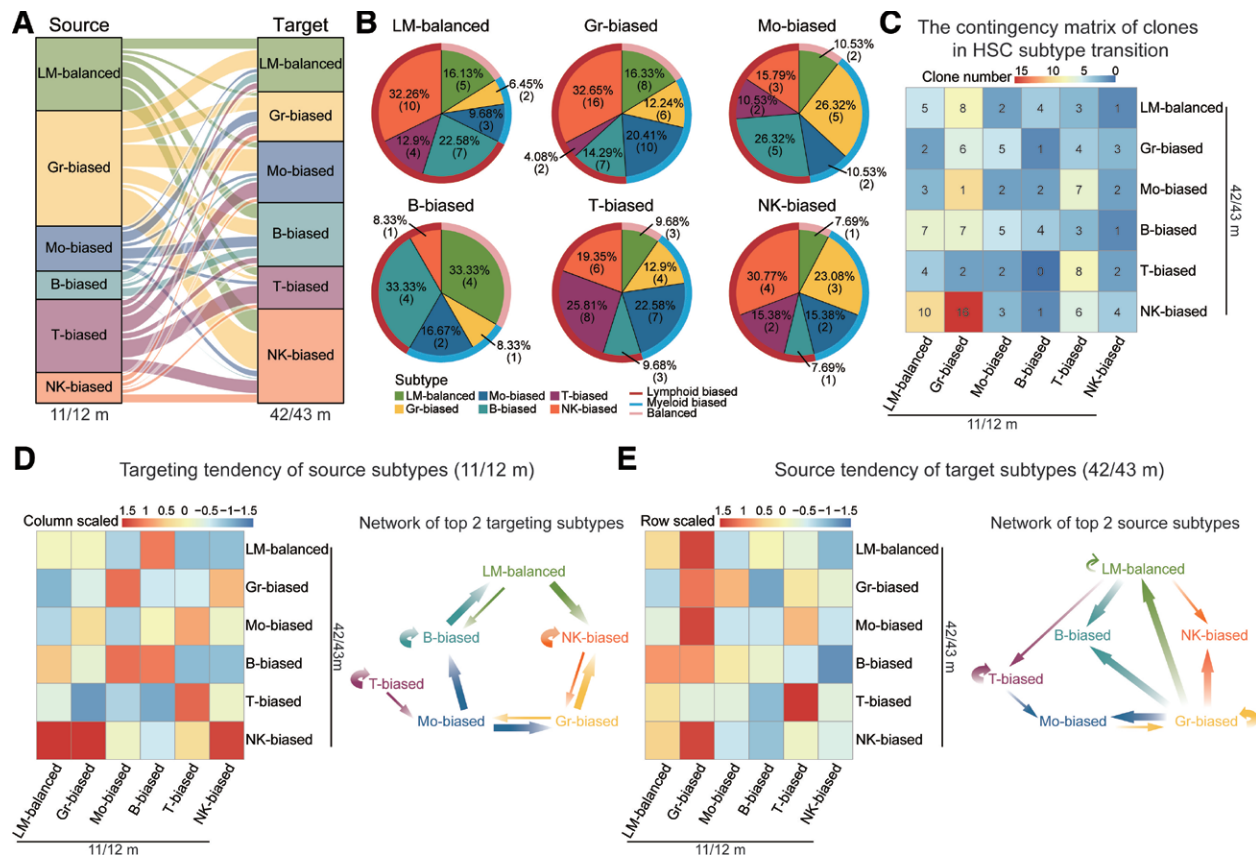 A
Source
Target
LM-balanced
Gr-biased
Mo-biased
B-biased
T-biased
NK-biased
LM-balanced
Gr-biased
Mo-biased
B-biased
T-biased
NK-biased
11/12 m
42/43 m
B
LM-balanced
16.13%
(5)
6.45%
(2)
9.68%
(3)
22.58%
(7)
12.9%
(4)
32.26%
(10)
Gr-biased
16.33%
(8)
12.24%
(6)
20.41%
(10)
14.29%
(7)
4.08%
(2)
32.65%
(16)
Mo-biased
10.53%
(2)
26.32%
(5)
10.53%
(2)
26.32%
(5)
10.53%
(2)
15.79%
(3)
B-biased
8.33%
(1)
33.33%
(4)
8.33%
(1)
16.67%
(2)
33.33%
(4)
T-biased
9.68%
(3)
12.9%
(4)
22.58%
(7)
9.68%
(3)
25.81%
(8)
19.35%
(6)
NK-biased
7.69%
(1)
23.08%
(3)
15.38%
(2)
7.69%
(1)
15.38%
(2)
30.77%
(4)
Subtype
LM-balanced Mo-biased T-biased Lymphoid biased
Gr-biased B-biased NK-biased Myeloid biased
Balanced
C
The contingency matrix of clones
in HSC subtype transition
Clone number 15 10 5 0
5 8 2 4 3 1 LM-balanced
2 6 5 1 4 3 Gr-biased
3 1 2 2 7 2 Mo-biased
7 7 5 4 3 1 B-biased
4 2 2 0 8 2 T-biased
10 16 3 1 6 4 NK-biased
42/43 m
LM-balanced
Gr-biased
Mo-biased
B-biased
T-biased
NK-biased
11/12 m
D
Targeting tendency of source subtypes (11/12 m)
Column scaled 1.5 1 0.5 0 −0.5 −1 −1.5
LM-balanced
Gr-biased
Mo-biased
B-biased
T-biased
NK-biased
42/43m
LM-balanced
Gr-biased
Mo-biased
B-biased
T-biased
NK-biased
11/12 m
Network of top 2 targeting subtypes
LM-balanced
B-biased
NK-biased
T-biased
Mo-biased
Gr-biased
E
Source tendency of target subtypes (42/43 m)
Row scaled 1.5 1 0.5 0 −0.5 −1 −1.5
LM-balanced
Gr-biased
Mo-biased
B-biased
T-biased
NK-biased
42/43 m
LM-balanced
Gr-biased
Mo-biased
B-biased
T-biased
NK-biased
11/12 m
Network of top 2 source subtypes
LM-balanced
B-biased
NK-biased
T-biased
Mo-biased
Gr-biased